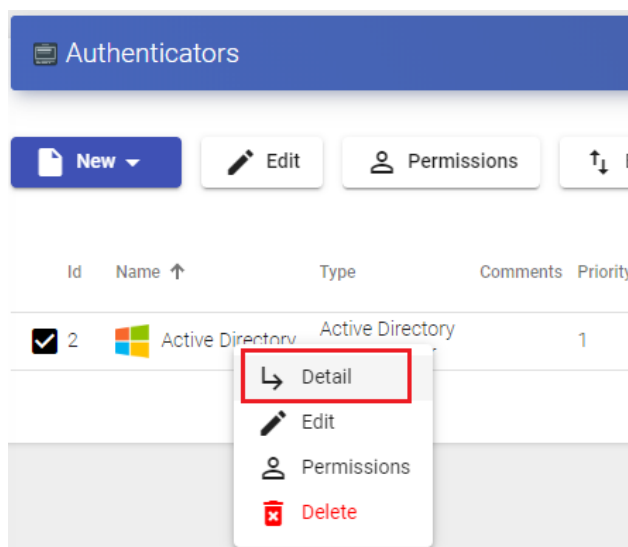 Authenticators
New
Edit
Permissions
Id
Name
Type
Comments
Priority
2
Active Directory
Active Directory
1
Detail
Edit
Permissions
Delete